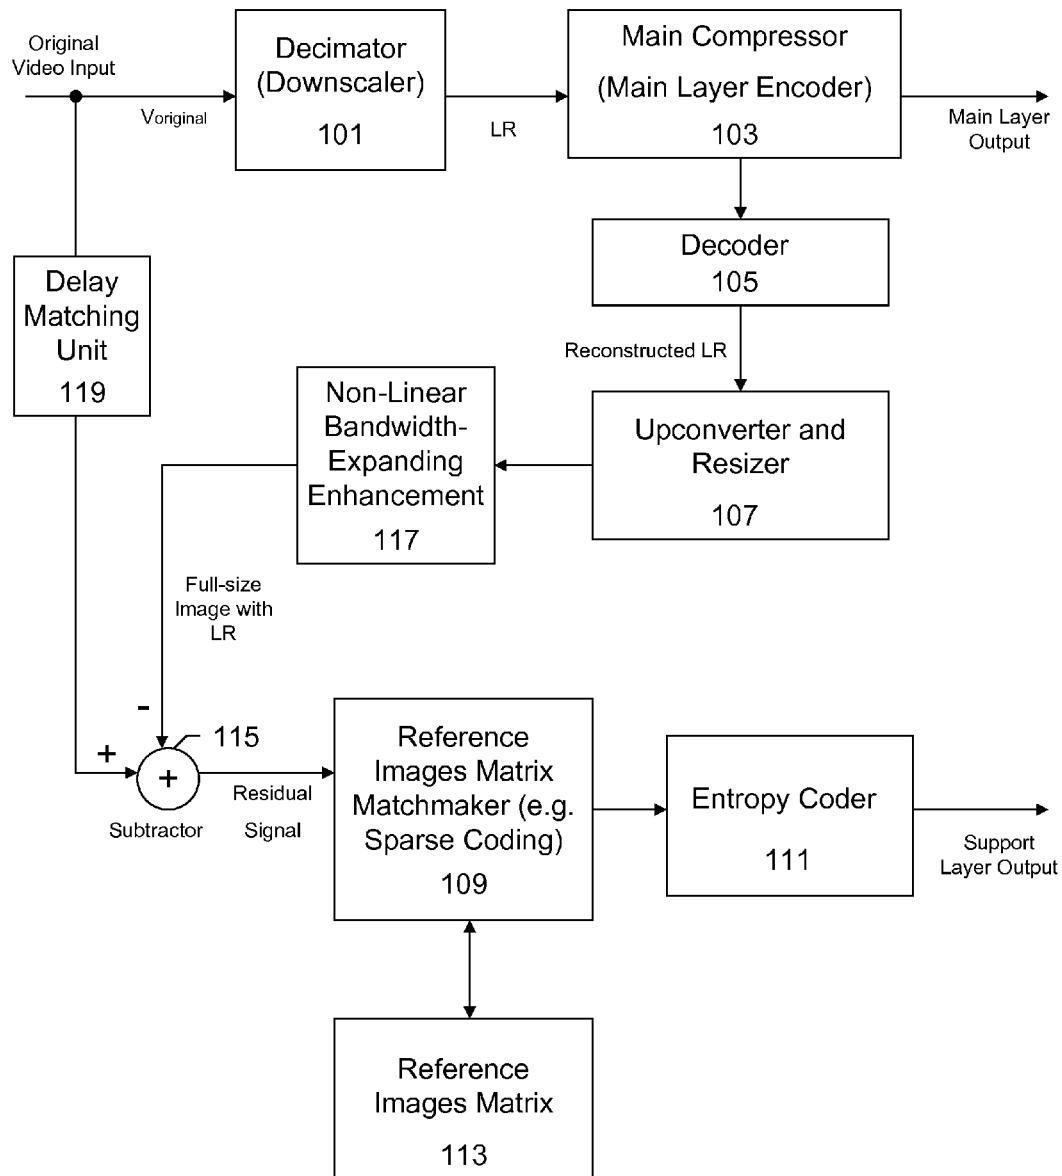 Original
Video Input
Voriginal
Decimator
(Downscaler)
101
LR
Main Compressor
(Main Layer Encoder)
103
Main Layer
Output
Decoder
105
Reconstructed LR
Delay
Matching
Unit
119
Non-Linear
Bandwidth-
Expanding
Enhancement
117
Upconverter and
Resizer
107
Full-size
Image with
LR
-
+
+
115
Subtractor
Residual
Signal
Reference
Images Matrix
Matchmaker (e.g.
Sparse Coding)
109
Entropy Coder
111
Support
Layer Output
Reference
Images Matrix
113